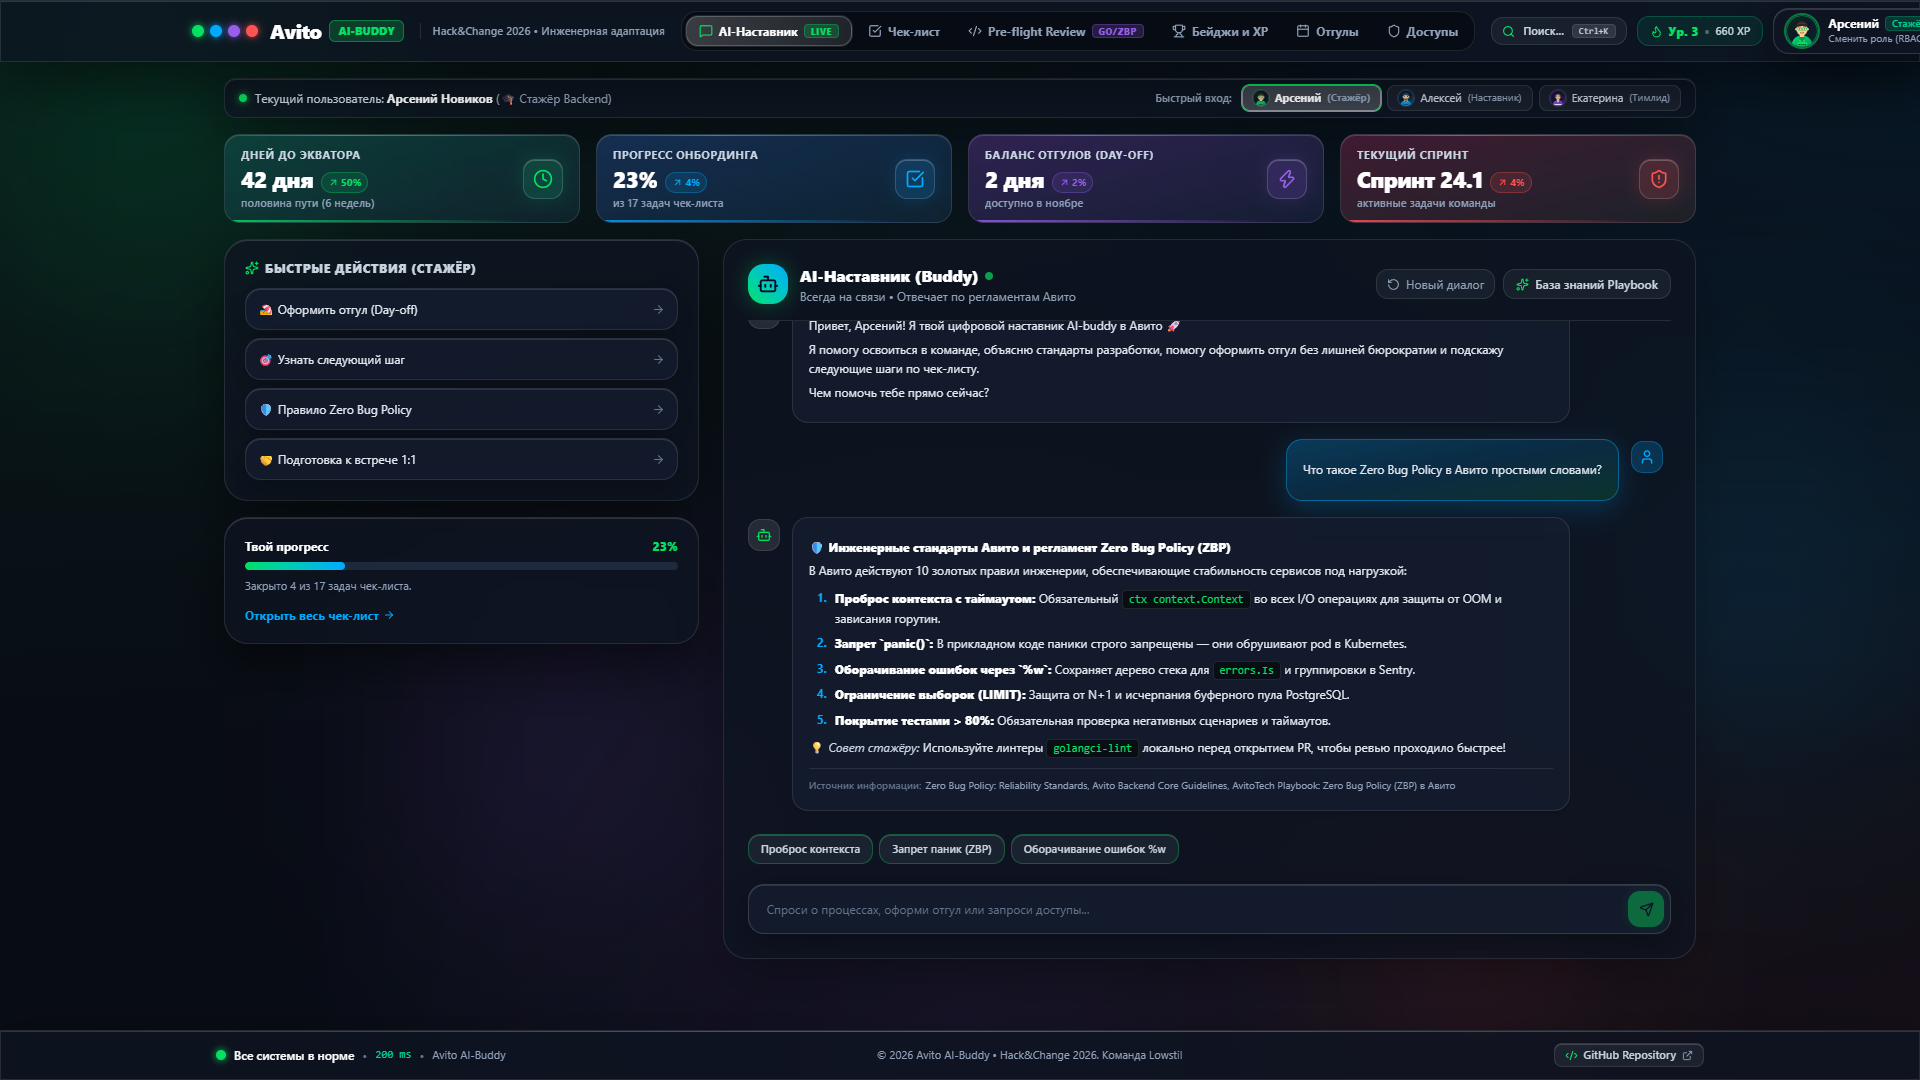 Avito AI-BUDDY Hack&Change 2026 • Инженерная адаптация AI-Наставник LIVE Чек-лист Pre-flight Review GO/ZBP Бейджи и XP Отгулы Доступы Поиск... Ctrl+K Ур. 3 • 660 XP Арсений
Сменить роль (RBAC
Текущий пользователь: Арсений Новиков ( Стажёр Backend) Быстрый вход: Арсений (Стажёр) Алексей (Наставник) Екатерина (Тимлид)
ДНЕЙ ДО ЭКВАТОРА
42 дня 50%
половина пути (6 недель)
ПРОГРЕСС ОНБОРДИНГА
23% 4%
из 17 задач чек-листа
БАЛАНС ОТГУЛОВ (DAY-OFF)
2 дня 2%
доступно в ноябре
ТЕКУЩИЙ СПРИНТ
Спринт 24.1 4%
активные задачи команды
БЫСТРЫЕ ДЕЙСТВИЯ (СТАЖЁР)
Оформить отгул (Day-off)
Узнать следующий шаг
Правило Zero Bug Policy
Подготовка к встрече 1:1
Твой прогресс 23%
Закрыто 4 из 17 задач чек-листа.
Открыть весь чек-лист
AI-Наставник (Buddy)
Всегда на связи • Отвечает по регламентам Авито
Новый диалог База знаний Playbook
Привет, Арсений! Я твой цифровой наставник AI-buddy в Авито 🚀
Я помогу освоиться в команде, объясню стандарты разработки, помогу оформить отгул без лишней бюрократии и подскажу
следующие шаги по чек-листу.
Чем помочь тебе прямо сейчас?
Что такое Zero Bug Policy в Авито простыми словами?
Инженерные стандарты Авито и регламент Zero Bug Policy (ZBP)
В Авито действуют 10 золотых правил инженерии, обеспечивающие стабильность сервисов под нагрузкой:
1. Проброс контекста с таймаутом: Обязательный ctx context.Context во всех I/O операциях для защиты от OOM и
зависания горутин.
2. Запрет `panic()`: В прикладном коде паники строго запрещены — они обрушивают pod в Kubernetes.
3. Оборачивание ошибок через `%w`: Сохраняет дерево стека для errors.Is и группировки в Sentry.
4. Ограничение выборок (LIMIT): Защита от N+1 и исчерпания буферного пула PostgreSQL.
5. Покрытие тестами > 80%: Обязательная проверка негативных сценариев и таймаутов.
Совет стажёру: Используйте линтеры golangci-lint локально перед открытием PR, чтобы ревью проходило быстрее!
Источник информации: Zero Bug Policy: Reliability Standards, Avito Backend Core Guidelines, AvitoTech Playbook: Zero Bug Policy (ZBP) в Авито
Проброс контекста Запрет паник (ZBP) Оборачивание ошибок %w
Спроси о процессах, оформи отгул или запроси доступы...
Все системы в норме • 200 ms • Avito AI-Buddy
© 2026 Avito AI-Buddy • Hack&Change 2026. Команда Lowstil
GitHub Repository